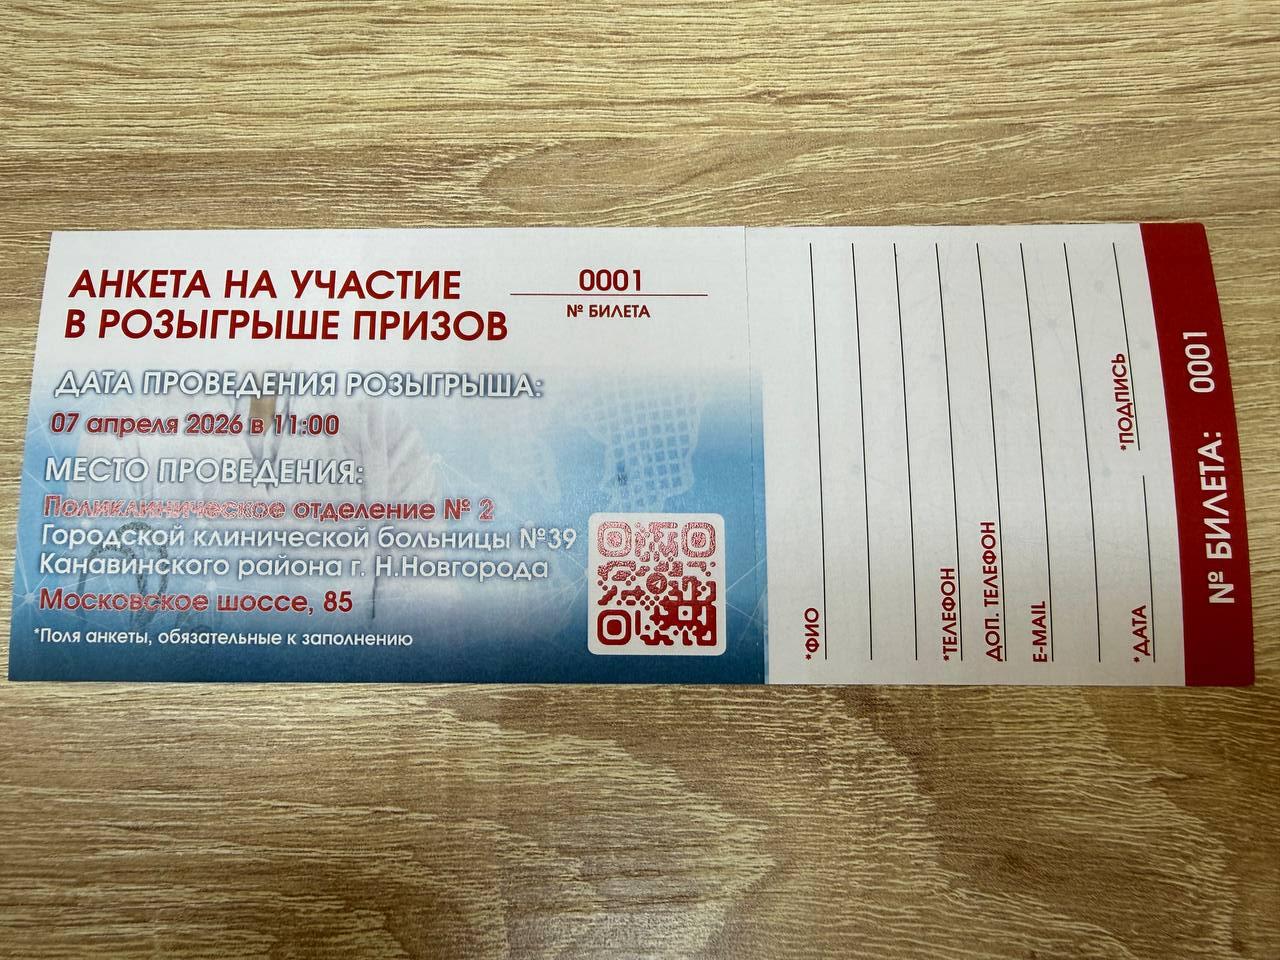 АНКЕТА НА УЧАСТИЕ
В РОЗЫГРЫШЕ ПРИЗОВ
0001
№ БИЛЕТА
ДАТА ПРОВЕДЕНИЯ РОЗЫГРЫША:
07 апреля 2026 в 11:00
МЕСТО ПРОВЕДЕНИЯ:
Поликлиническое отделение № 2
Городской клинической больницы №39
Канавинского района г. Н.Новгорода
Московское шоссе, 85
*Поля анкеты, обязательные к заполнению
*ФИО
*ТЕЛЕФОН
ДОП. ТЕЛЕФОН
E-MAIL
*ДАТА
*ПОДПИСЬ
№ БИЛЕТА: 0001